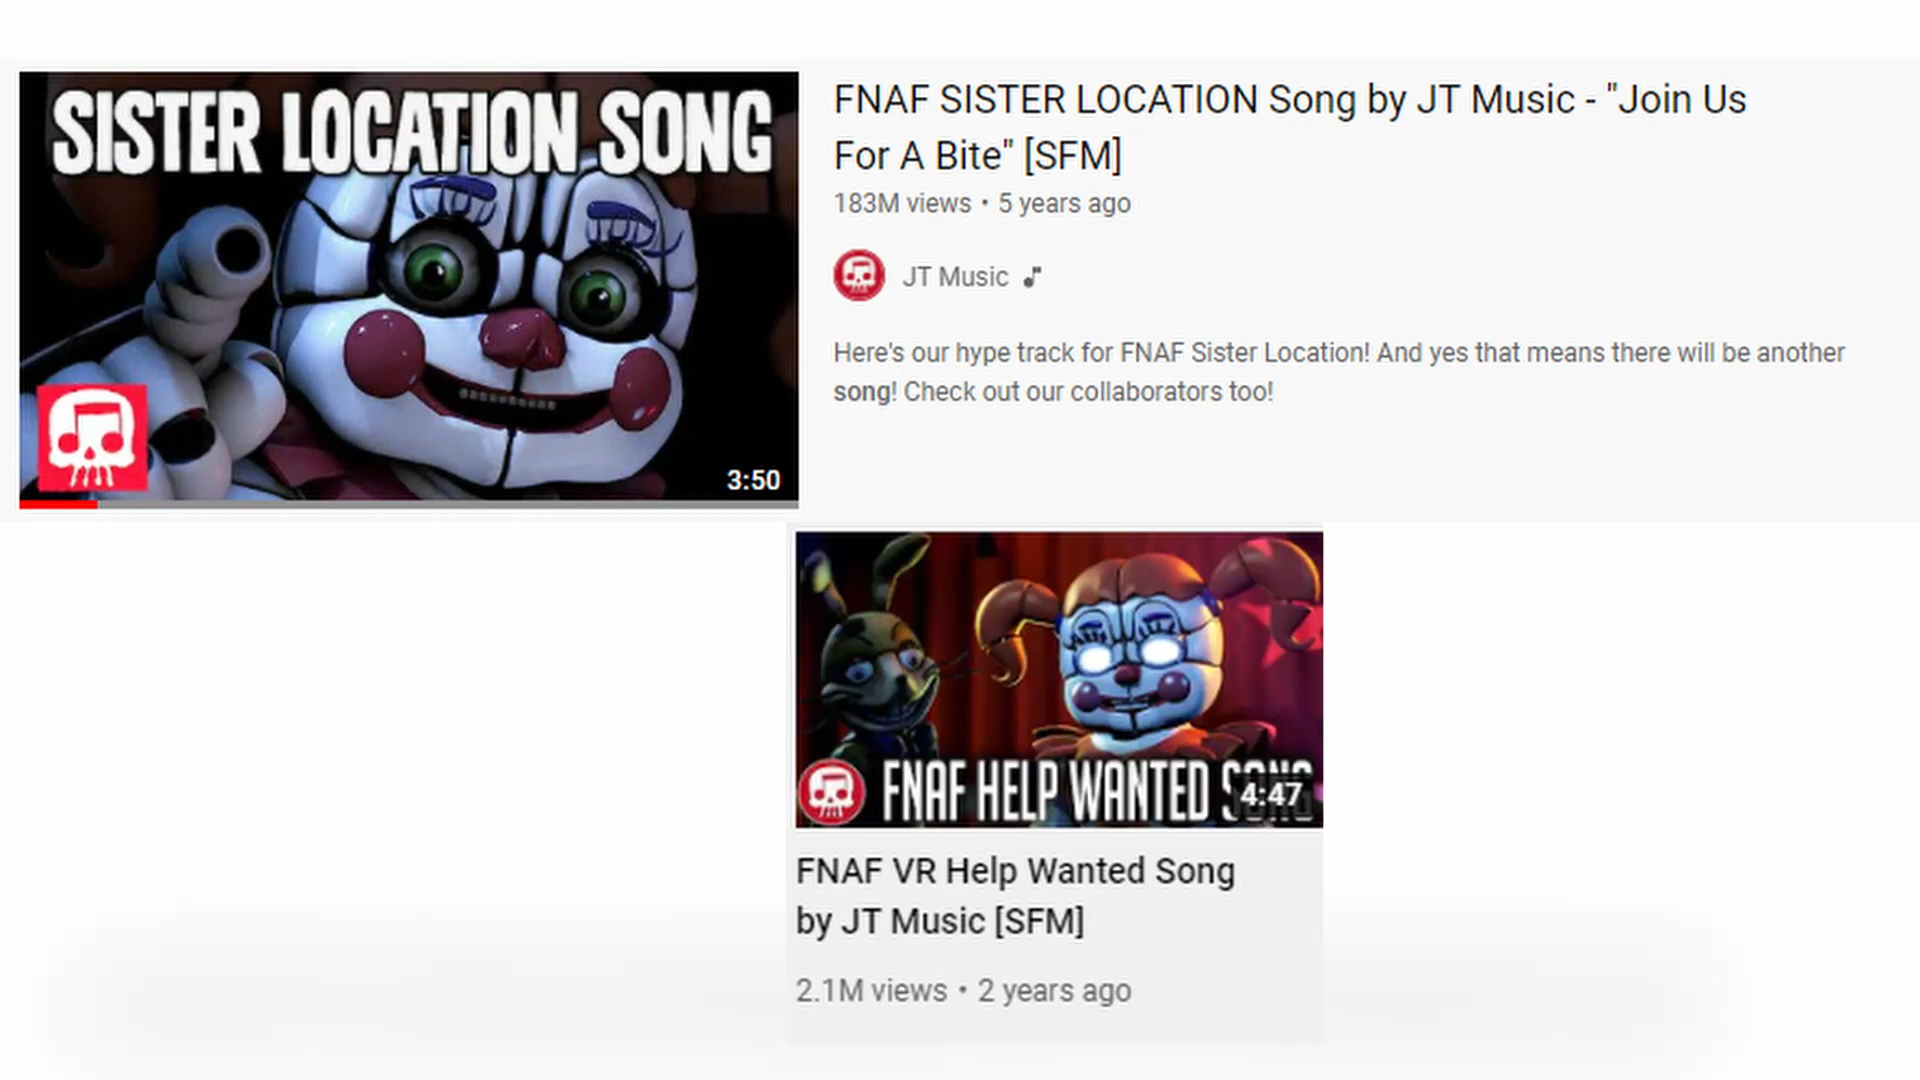 SISTER LOCATION SONG
3:50
FNAF SISTER LOCATION Song by JT Music - "Join Us
For A Bite" [SFM]
183M views • 5 years ago
JT Music
Here's our hype track for FNAF Sister Location! And yes that means there will be another
song! Check out our collaborators too!
FNAF HELP WANTED SONG
4:47
FNAF VR Help Wanted Song
by JT Music [SFM]
2.1M views • 2 years ago